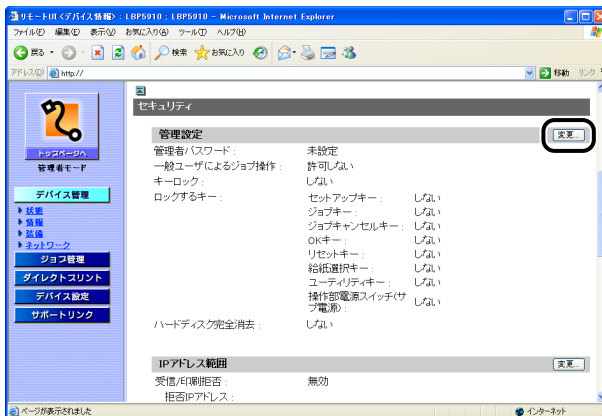 リモートUI <デバイス情報> : LBP5910 ; LBP5910 - Microsoft Internet Explorer
ファイル(F) 編集(E) 表示(V) お気に入り(A) ツール(T) ヘルプ(H)
戻る 検索 お気に入り
アドレス(D) http:// 移動 リンク
セキュリティ
管理設定 変更...
管理者パスワード : 未設定
一般ユーザによるジョブ操作 : 許可しない
キーロック : しない
ロックするキー : セットアップキー : しない
ジョブキー : しない
ジョブキャンセルキー : しない
OKキー : しない
リセットキー : しない
給紙選択キー : しない
ユーティリティキー : しない
操作部電源スイッチ(サ
ブ電源) : しない
ハードディスク完全消去 : しない
IPアドレス範囲 変更...
受信/印刷拒否 : 無効
拒否IPアドレス :
トップページへ
管理者モード
デバイス管理
状態
情報
装備
ネットワーク
ジョブ管理
ダイレクトプリント
デバイス設定
サポートリンク
ページが表示されました インターネット